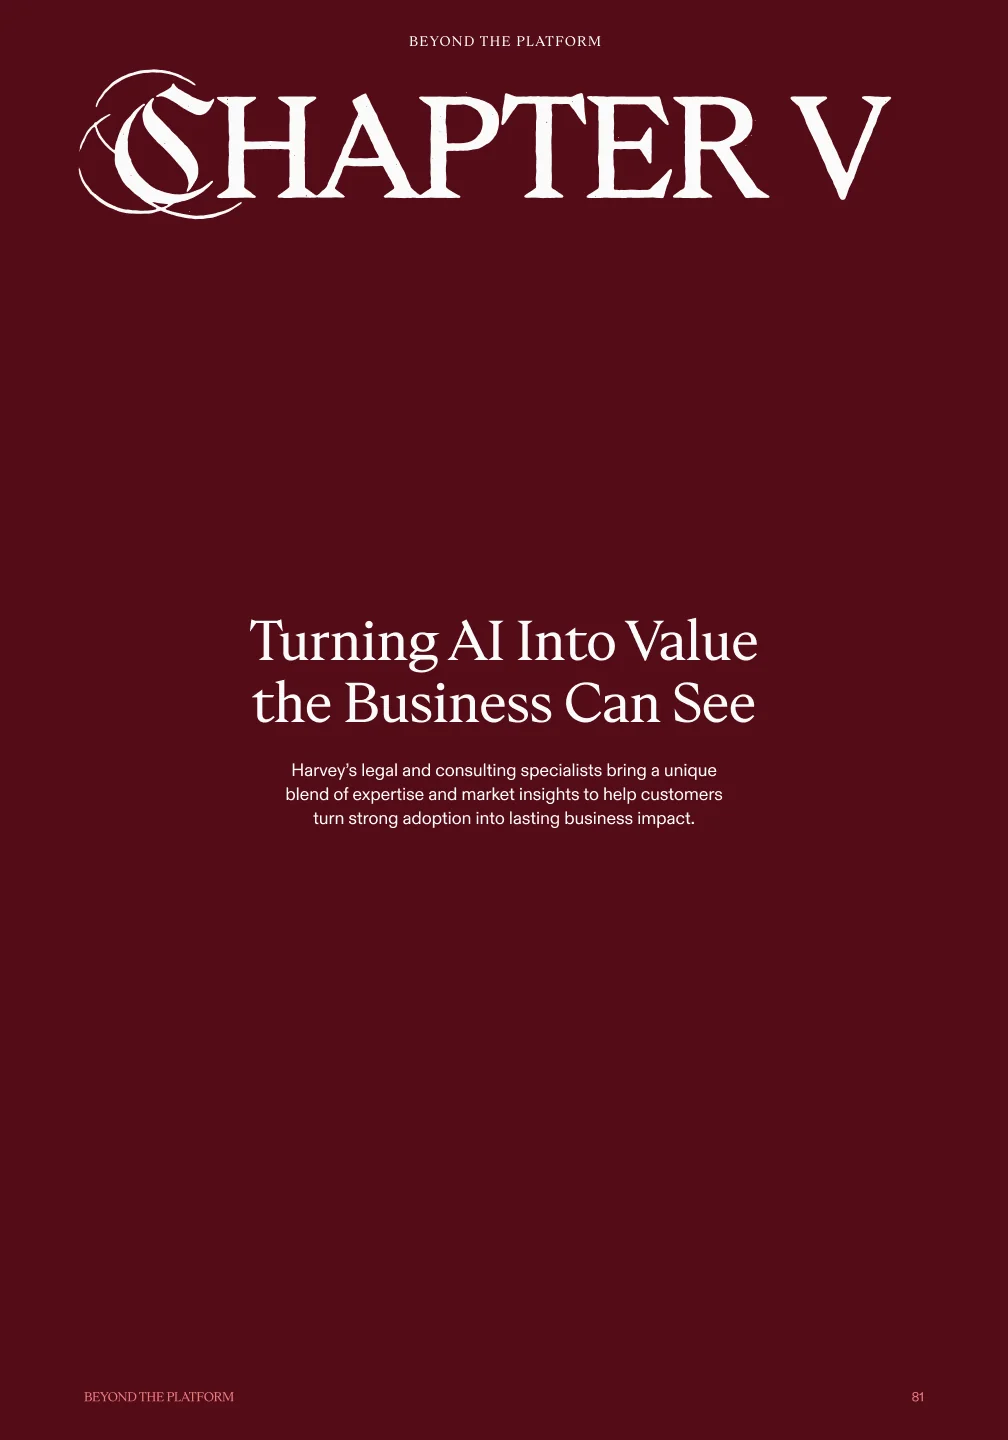 BEYOND THE PLATFORM
CHAPTER V
Turning AI Into Value
the Business Can See
Harvey’s legal and consulting specialists bring a unique
blend of expertise and market insights to help customers
turn strong adoption into lasting business impact.
BEYOND THE PLATFORM
81